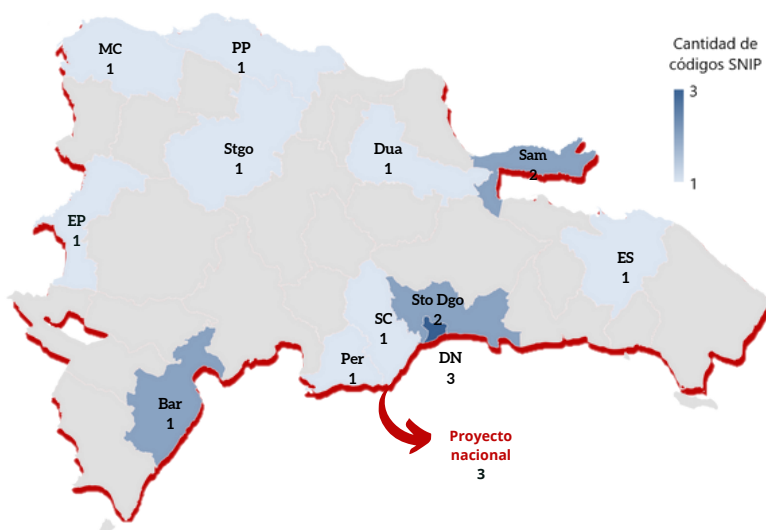 MC
1
PP
1
Cantidad de
códigos SNIP
3
1
Stgo
1
Dua
1
Sam
2
EP
1
ES
1
Sto Dgo
2
SC
1
Per
1
DN
3
Bar
1
Proyecto
nacional
3